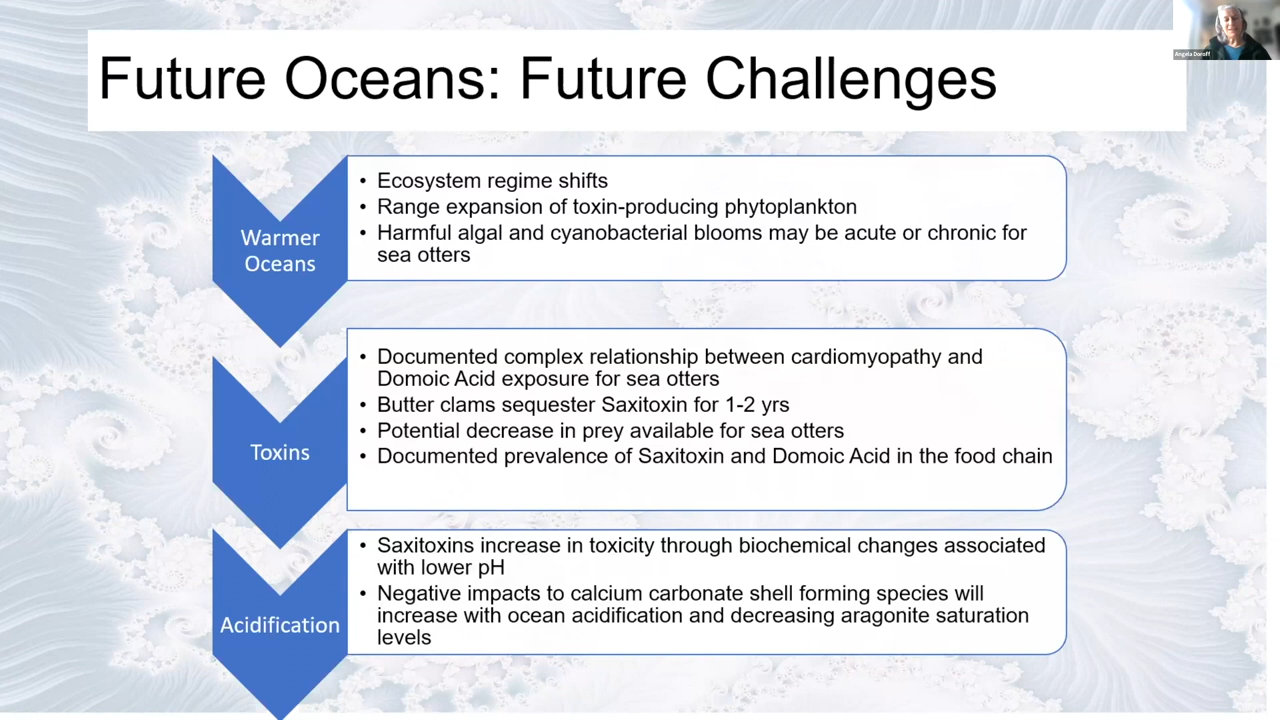 Future Oceans: Future Challenges
Angela Doroff
Warmer
Oceans
• Ecosystem regime shifts
• Range expansion of toxin-producing phytoplankton
• Harmful algal and cyanobacterial blooms may be acute or chronic for
sea otters
Toxins
• Documented complex relationship between cardiomyopathy and
Domoic Acid exposure for sea otters
• Butter clams sequester Saxitoxin for 1-2 yrs
• Potential decrease in prey available for sea otters
• Documented prevalence of Saxitoxin and Domoic Acid in the food chain
Acidification
• Saxitoxins increase in toxicity through biochemical changes associated
with lower pH
• Negative impacts to calcium carbonate shell forming species will
increase with ocean acidification and decreasing aragonite saturation
levels